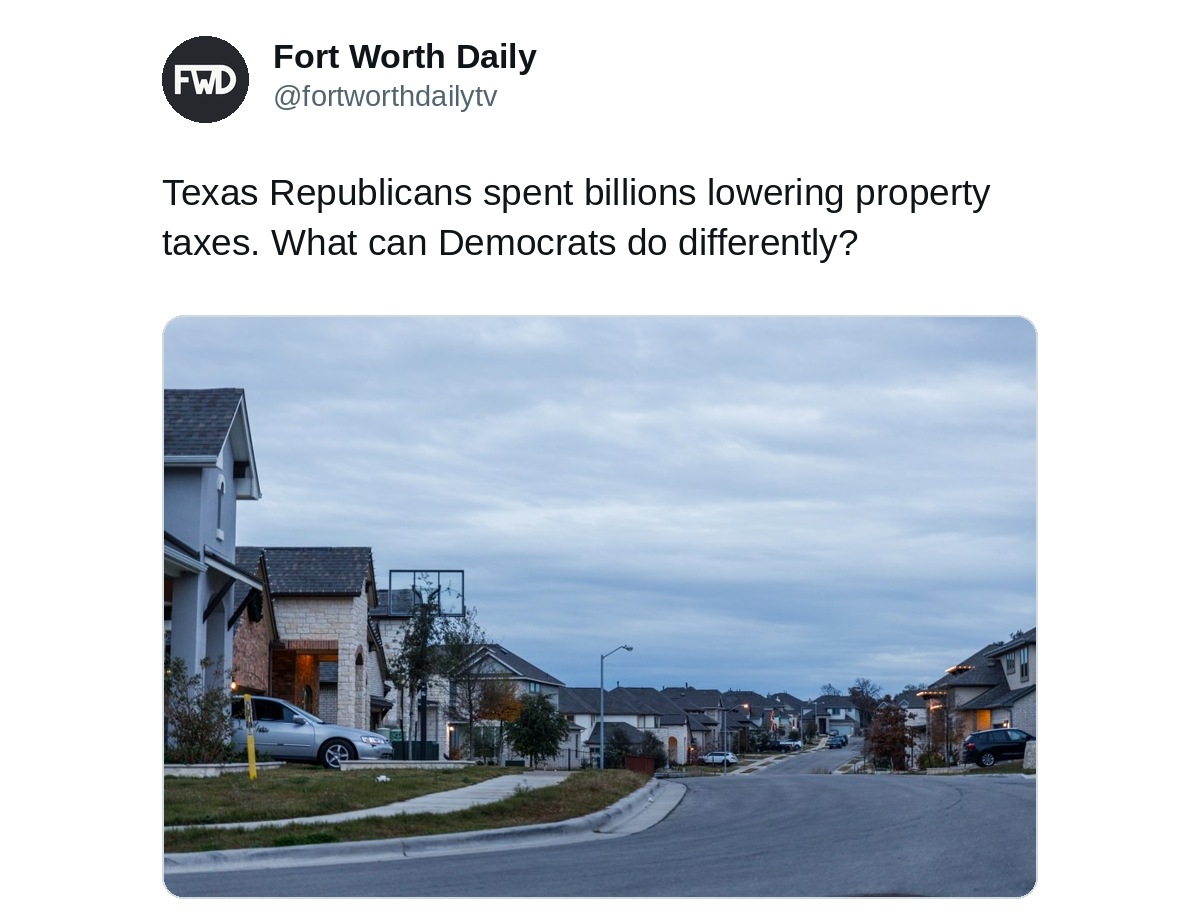 FWD
Fort Worth Daily
@fortworthdailytv
Texas Republicans spent billions lowering property
taxes. What can Democrats do differently?